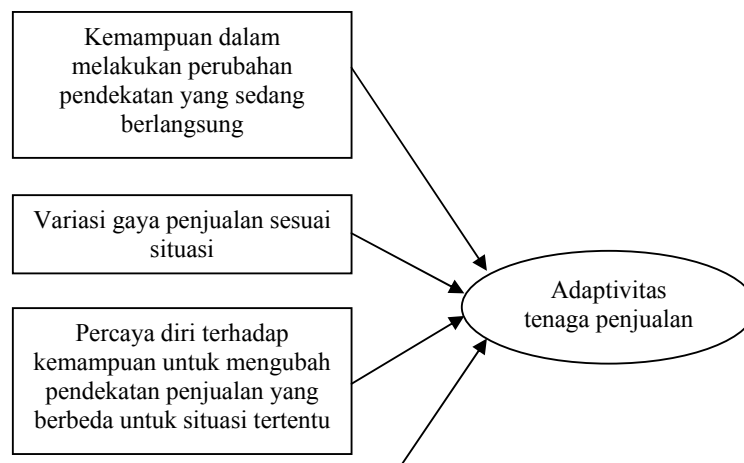 Kemampuan dalam
melakukan perubahan
pendekatan yang sedang
berlangsung
Variasi gaya penjualan sesuai
situasi
Percaya diri terhadap
kemampuan untuk mengubah
pendekatan penjualan yang
berbeda untuk situasi tertentu
Adaptivitas
tenaga penjualan